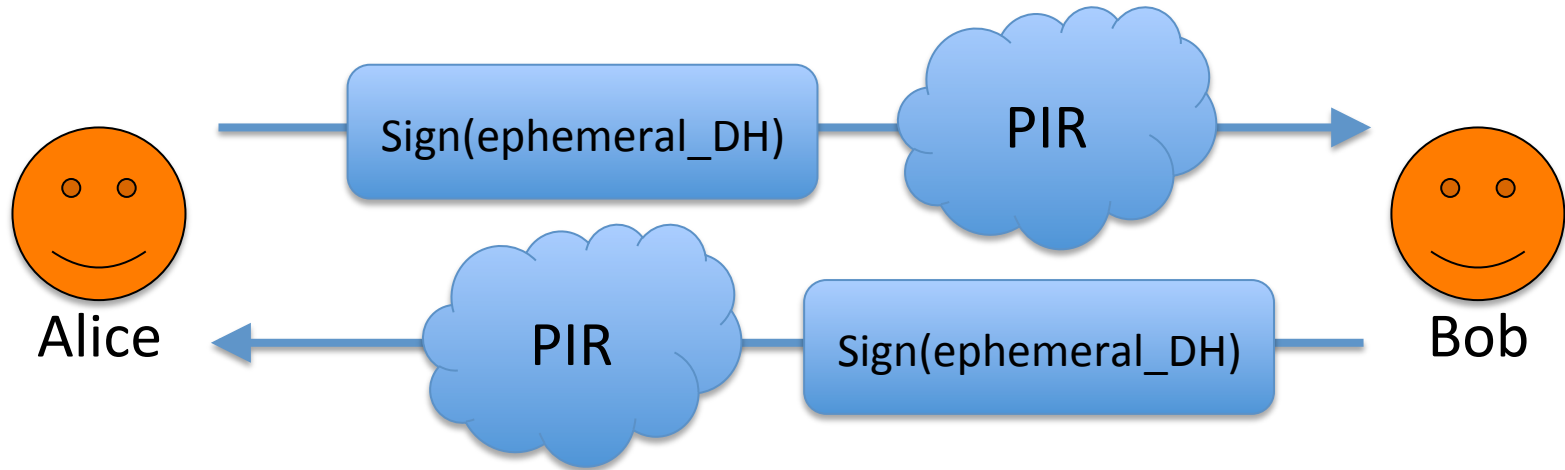 Sign(ephemeral_DH)
PIR
Alice
Bob
PIR
Sign(ephemeral_DH)